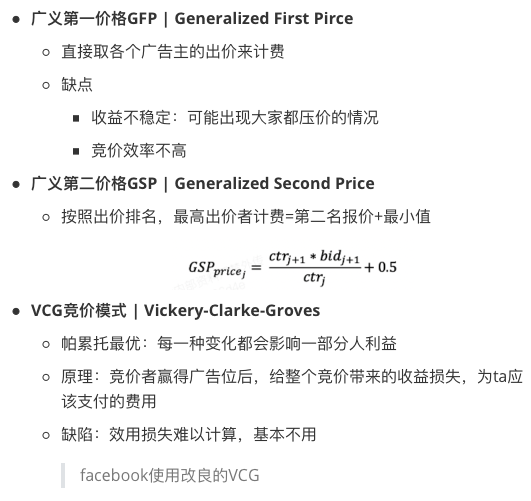 广义第一价格GFP | Generalized First Pirce
直接取各个广告主的出价来计费
缺点
收益不稳定：可能出现大家都压价的情况
竞价效率不高
广义第二价格GSP | Generalized Second Price
按照出价排名，最高出价者计费=第二名报价+最小值
GSP_{price_j} = \frac{ctr_{j+1} * bid_{j+1}}{ctr_j} + 0.5
VCG竞价模式 | Vickery-Clarke-Groves
帕累托最优：每一种变化都会影响一部分人利益
原理：竞价者赢得广告位后，给整个竞价带来的收益损失，为ta应
该支付的费用
缺陷：效用损失难以计算，基本不用
facebook使用改良的VCG